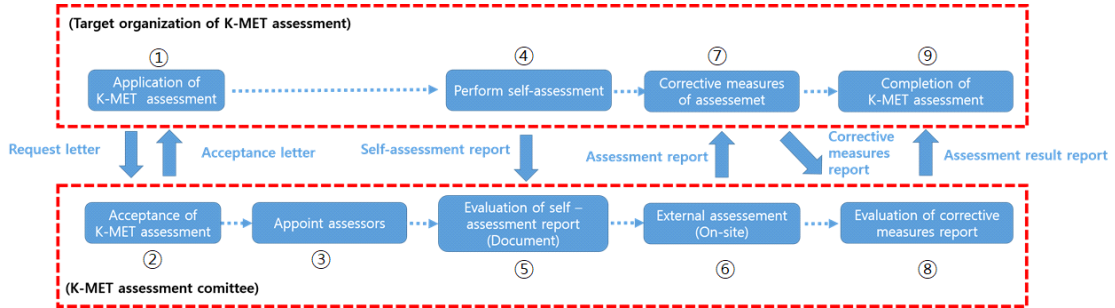 (Target organization of K-MET assessment)
①
④
⑦
⑨
Application of
K-MET assessment
Perform self-assessment
Corrective measures
of assessemet
Completion of
K-MET assessment
Request letter
Acceptance letter
Self-assessment report
Assessment report
Corrective
measures
report
Assessment result report
Acceptance of
K-MET assessment
Appoint assessors
Evaluation of self –
assessment report
(Document)
External assessement
(On-site)
Evaluation of corrective
measures report
②
③
⑤
⑥
⑧
(K-MET assessment comittee)